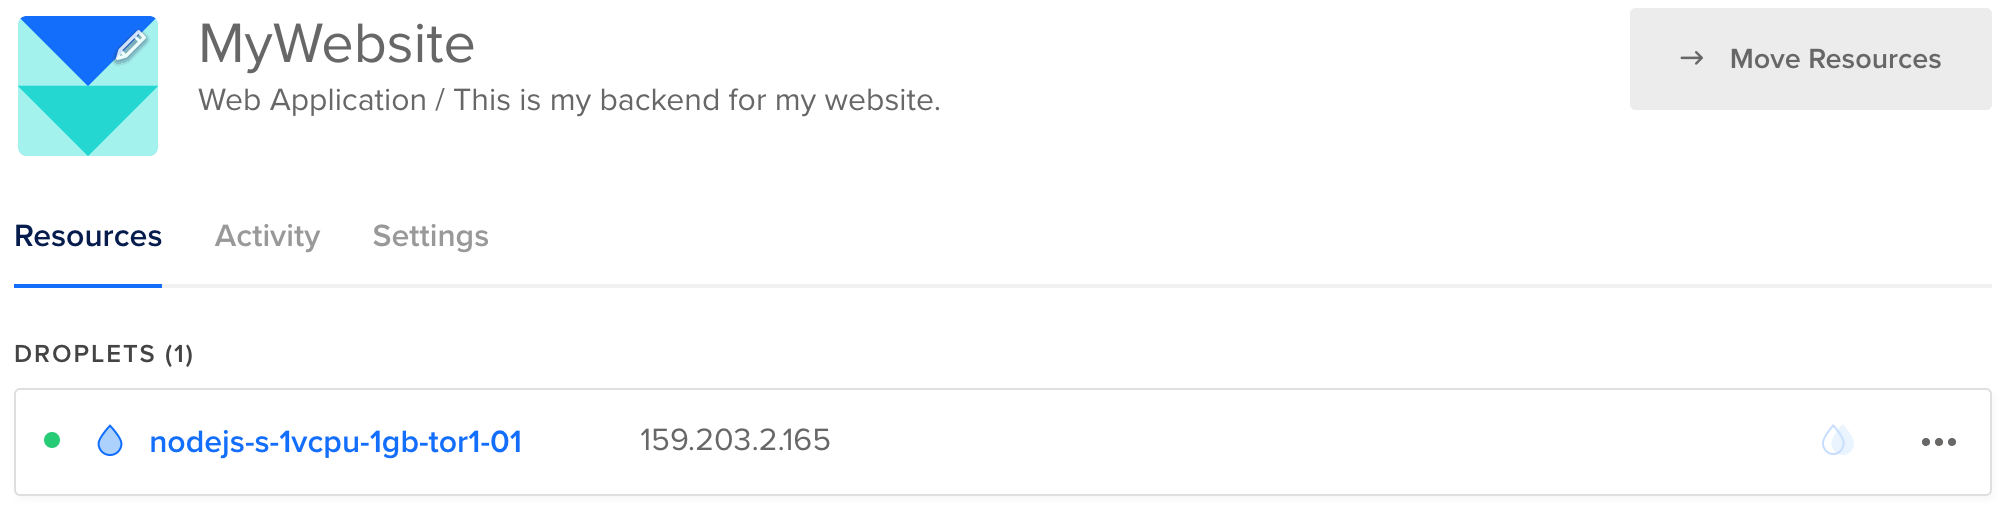 MyWebsite
Web Application / This is my backend for my website.
→ Move Resources
Resources Activity Settings
DROPLETS (1)
nodejs-s-1vcpu-1gb-tor1-01 159.203.2.165